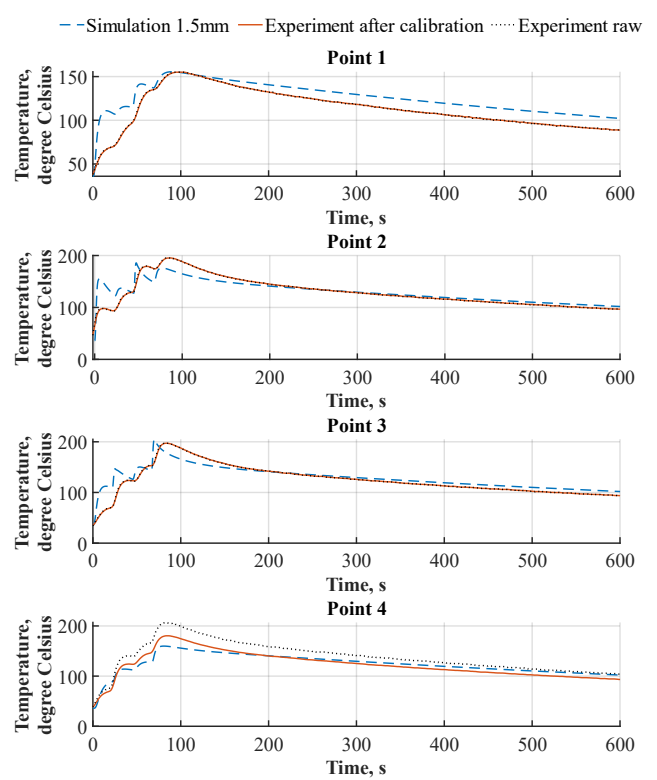 Simulation 1.5mm Experiment after calibration Experiment raw
Point 1
Temperature,
degree Celsius
150
100
50
0 100 200 300 400 500 600
Time, s
Point 2
Temperature,
degree Celsius
200
100
0
0 100 200 300 400 500 600
Time, s
Point 3
Temperature,
degree Celsius
200
100
0
0 100 200 300 400 500 600
Time, s
Point 4
Temperature,
degree Celsius
200
100
0
0 100 200 300 400 500 600
Time, s